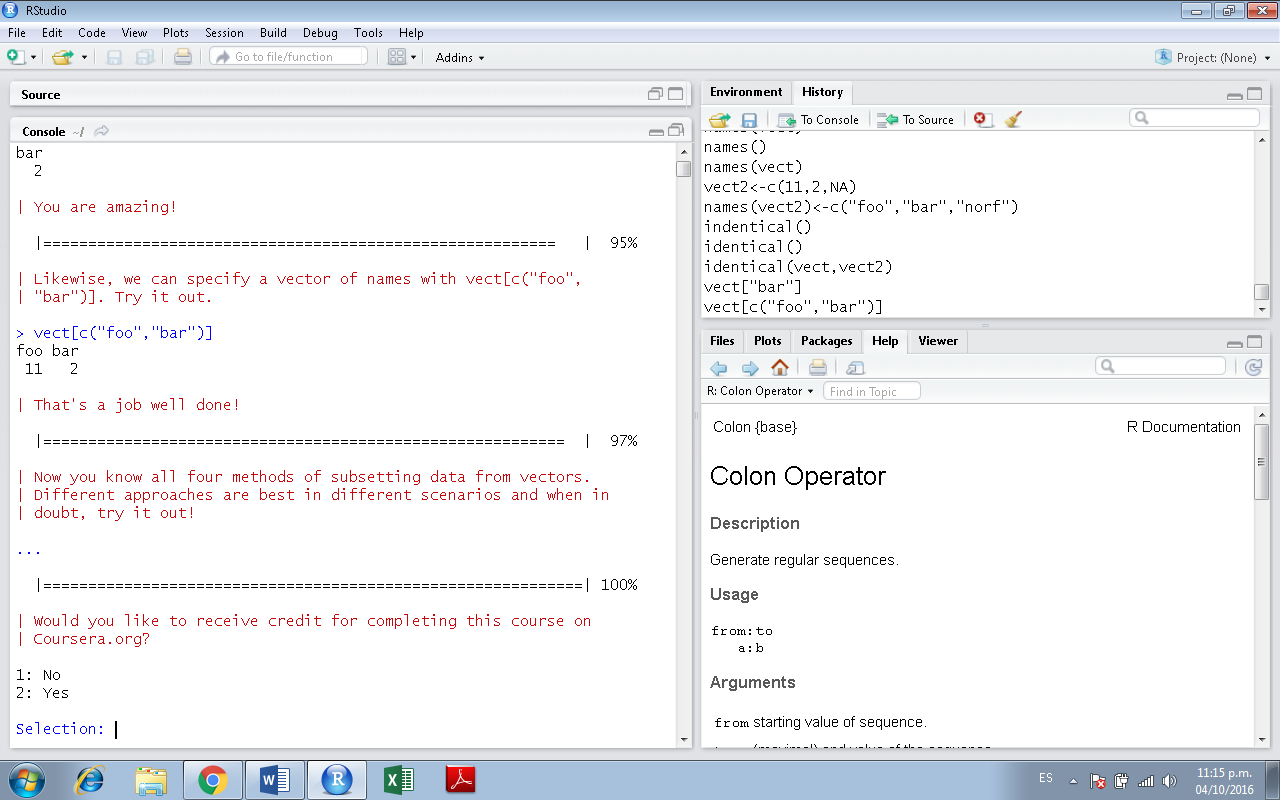 RStudio
File Edit Code View Plots Session Build Debug Tools Help
Go to file/function Addins Project: (None)
Source
Console ~/
bar
  2
| You are amazing!
  |========================================================= | 95%
| Likewise, we can specify a vector of names with vect[c("foo",
| "bar")]. Try it out.
> vect[c("foo","bar")]
foo bar
 11   2
| That's a job well done!
  |========================================================== | 97%
| Now you know all four methods of subsetting data from vectors.
| Different approaches are best in different scenarios and when in
| doubt, try it out!
...
  |============================================================| 100%
| Would you like to receive credit for completing this course on
| Coursera.org?
1: No
2: Yes
Selection:
Environment History
To Console To Source
names()
names(vect)
vect2<-c(11,2,NA)
names(vect2)<-c("foo","bar","norf")
indentical()
identical()
identical(vect,vect2)
vect["bar"]
vect[c("foo","bar")]
Files Plots Packages Help Viewer
R: Colon Operator Find in Topic
Colon {base} R Documentation
Colon Operator
Description
Generate regular sequences.
Usage
from:to
   a:b
Arguments
from starting value of sequence.
(maximal) end value of the sequence.
ES 11:15 p.m.
04/10/2016